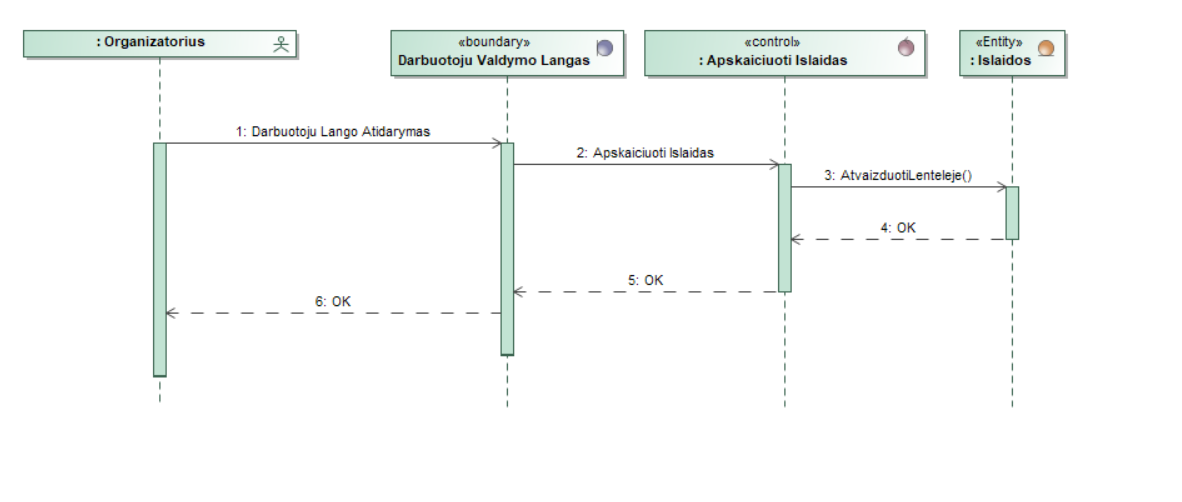 : Organizatorius
«boundary»
Darbuotoju Valdymo Langas
«control»
: Apskaiciuoti Islaidas
«Entity»
: Islaidos
1: Darbuotoju Lango Atidarymas
2: Apskaiciuoti Islaidas
3: AtvaizduotiLenteleje()
4: OK
5: OK
6: OK